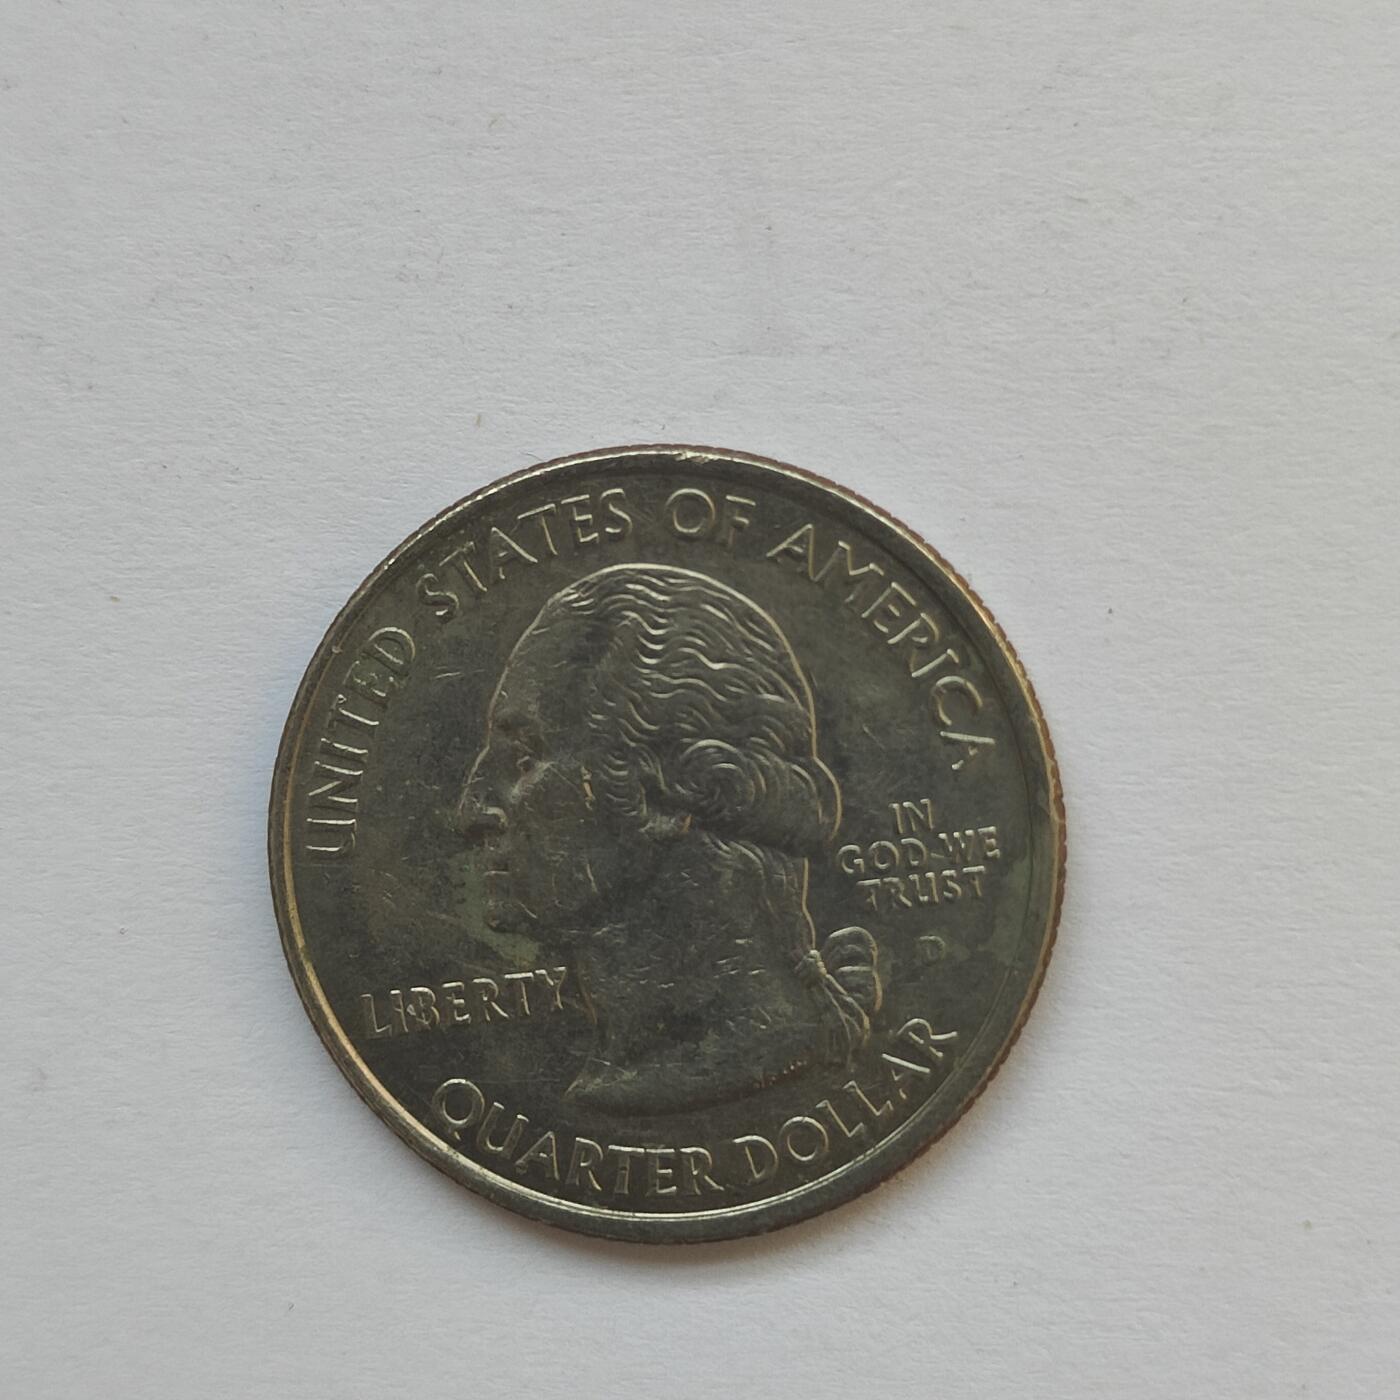 UNITED STATES OF AMERICA
IN
GOD WE
TRUST
D
LIBERTY
QUARTER DOLLAR